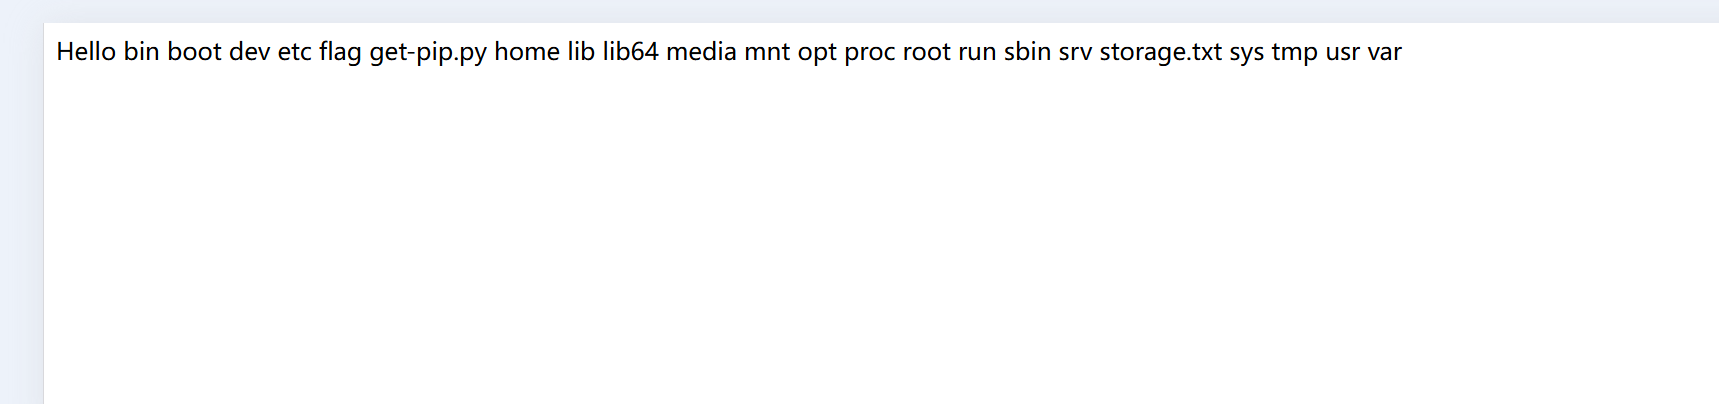 Hello bin boot dev etc flag get-pip.py home lib lib64 media mnt opt proc root run sbin srv storage.txt sys tmp usr var